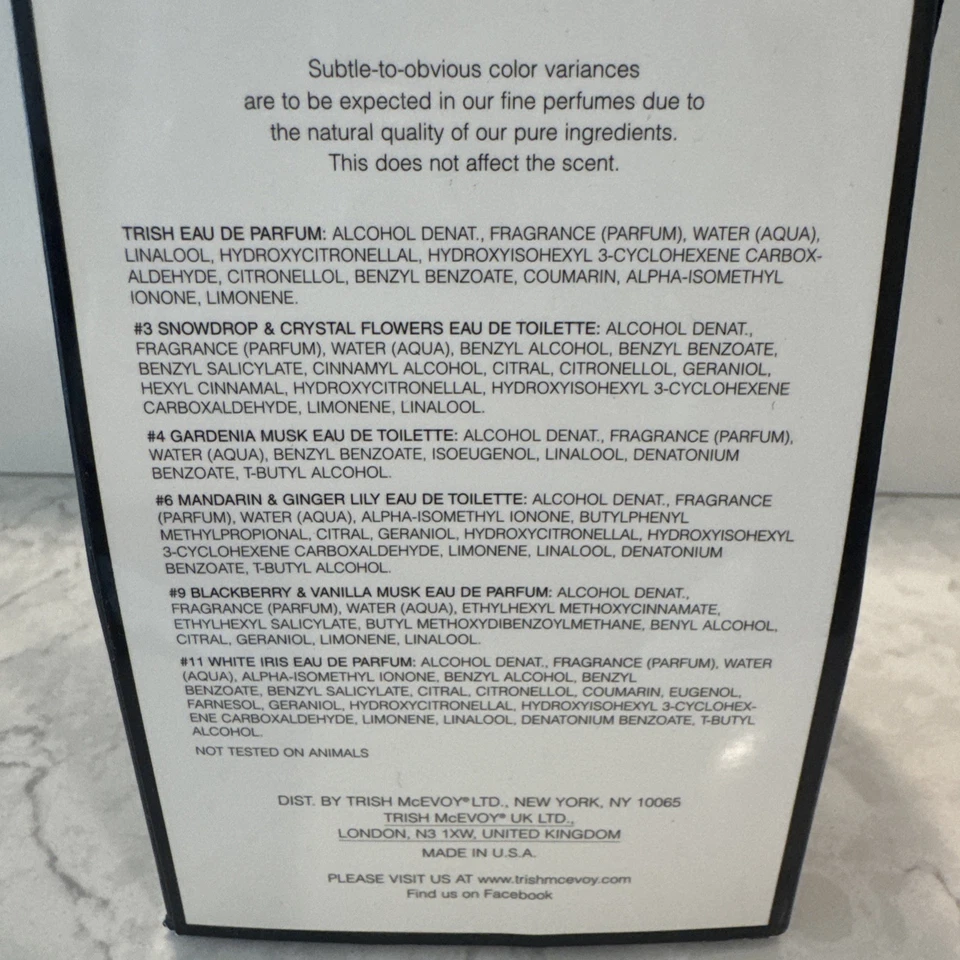 Subtle-to-obvious color variances
are to be expected in our fine perfumes due to
the natural quality of our pure ingredients.
This does not affect the scent.
TRISH EAU DE PARFUM: ALCOHOL DENAT., FRAGRANCE (PARFUM), WATER (AQUA),
LINALOOL, HYDROXYCITRONELLAL, HYDROXYISOHEXYL 3-CYCLOHEXENE CARBOX-
ALDEHYDE, CITRONELLOL, BENZYL BENZOATE, COUMARIN, ALPHA-ISOMETHYL
IONONE, LIMONENE.
#3 SNOWDROP & CRYSTAL FLOWERS EAU DE TOILETTE: ALCOHOL DENAT.,
FRAGRANCE (PARFUM), WATER (AQUA), BENZYL ALCOHOL, BENZYL BENZOATE,
BENZYL SALICYLATE, CINNAMYL ALCOHOL, CITRAL, CITRONELLOL, GERANIOL,
HEXYL CINNAMAL, HYDROXYCITRONELLAL, HYDROXYISOHEXYL 3-CYCLOHEXENE
CARBOXALDEHYDE, LIMONENE, LINALOOL.
#4 GARDENIA MUSK EAU DE TOILETTE: ALCOHOL DENAT., FRAGRANCE (PARFUM),
WATER (AQUA), BENZYL BENZOATE, ISOEUGENOL, LINALOOL, DENATONIUM
BENZOATE, T-BUTYL ALCOHOL.
#6 MANDARIN & GINGER LILY EAU DE TOILETTE: ALCOHOL DENAT., FRAGRANCE
(PARFUM), WATER (AQUA), ALPHA-ISOMETHYL IONONE, BUTYLPHENYL
METHYLPROPIONAL, CITRAL, GERANIOL, HYDROXYCITRONELLAL, HYDROXYISOHEXYL
3-CYCLOHEXENE CARBOXALDEHYDE, LIMONENE, LINALOOL, DENATONIUM
BENZOATE, T-BUTYL ALCOHOL.
#9 BLACKBERRY & VANILLA MUSK EAU DE PARFUM: ALCOHOL DENAT.,
FRAGRANCE (PARFUM), WATER (AQUA), ETHYLHEXYL METHOXYCINNAMATE,
ETHYLHEXYL SALICYLATE, BUTYL METHOXYDIBENZOYLMETHANE, BENYL ALCOHOL,
CITRAL, GERANIOL, LIMONENE, LINALOOL.
#11 WHITE IRIS EAU DE PARFUM: ALCOHOL DENAT., FRAGRANCE (PARFUM), WATER
(AQUA), ALPHA-ISOMETHYL IONONE, BENZYL ALCOHOL, BENZYL
BENZOATE, BENZYL SALICYLATE, CITRAL, CITRONELLOL, COUMARIN, EUGENOL,
FARNESOL, GERANIOL, HYDROXYCITRONELLAL, HYDROXYISOHEXYL 3-CYCLOHEX-
ENE CARBOXALDEHYDE, LIMONENE, LINALOOL, DENATONIUM BENZOATE, T-BUTYL
ALCOHOL.
NOT TESTED ON ANIMALS
DIST. BY TRISH McEVOY® LTD., NEW YORK, NY 10065
TRISH McEVOY® UK LTD.,
LONDON, N3 1XW, UNITED KINGDOM
MADE IN U.S.A.
PLEASE VISIT US AT www.trishmcevoy.com
Find us on Facebook